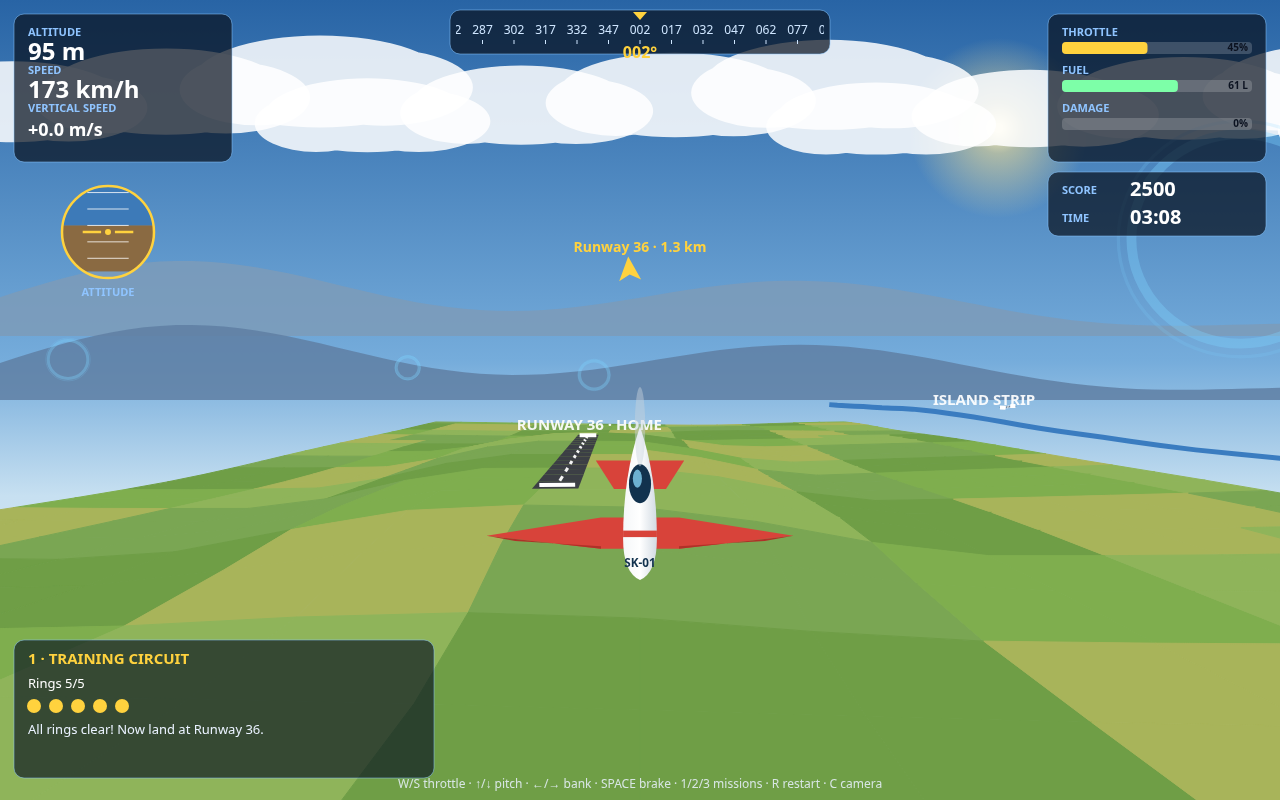 ALTITUDE
95 m
SPEED
173 km/h
VERTICAL SPEED
+0.0 m/s
2 287 302 317 332 347 002 017 032 047 062 077 0
002°
THROTTLE
45%
FUEL
61 L
DAMAGE
0%
SCORE 2500
TIME 03:08
ATTITUDE
Runway 36 · 1.3 km
ISLAND STRIP
RUNWAY 36 · HOME
SK-01
1 · TRAINING CIRCUIT
Rings 5/5
All rings clear! Now land at Runway 36.
W/S throttle · ↑/↓ pitch · ←/→ bank · SPACE brake · 1/2/3 missions · R restart · C camera